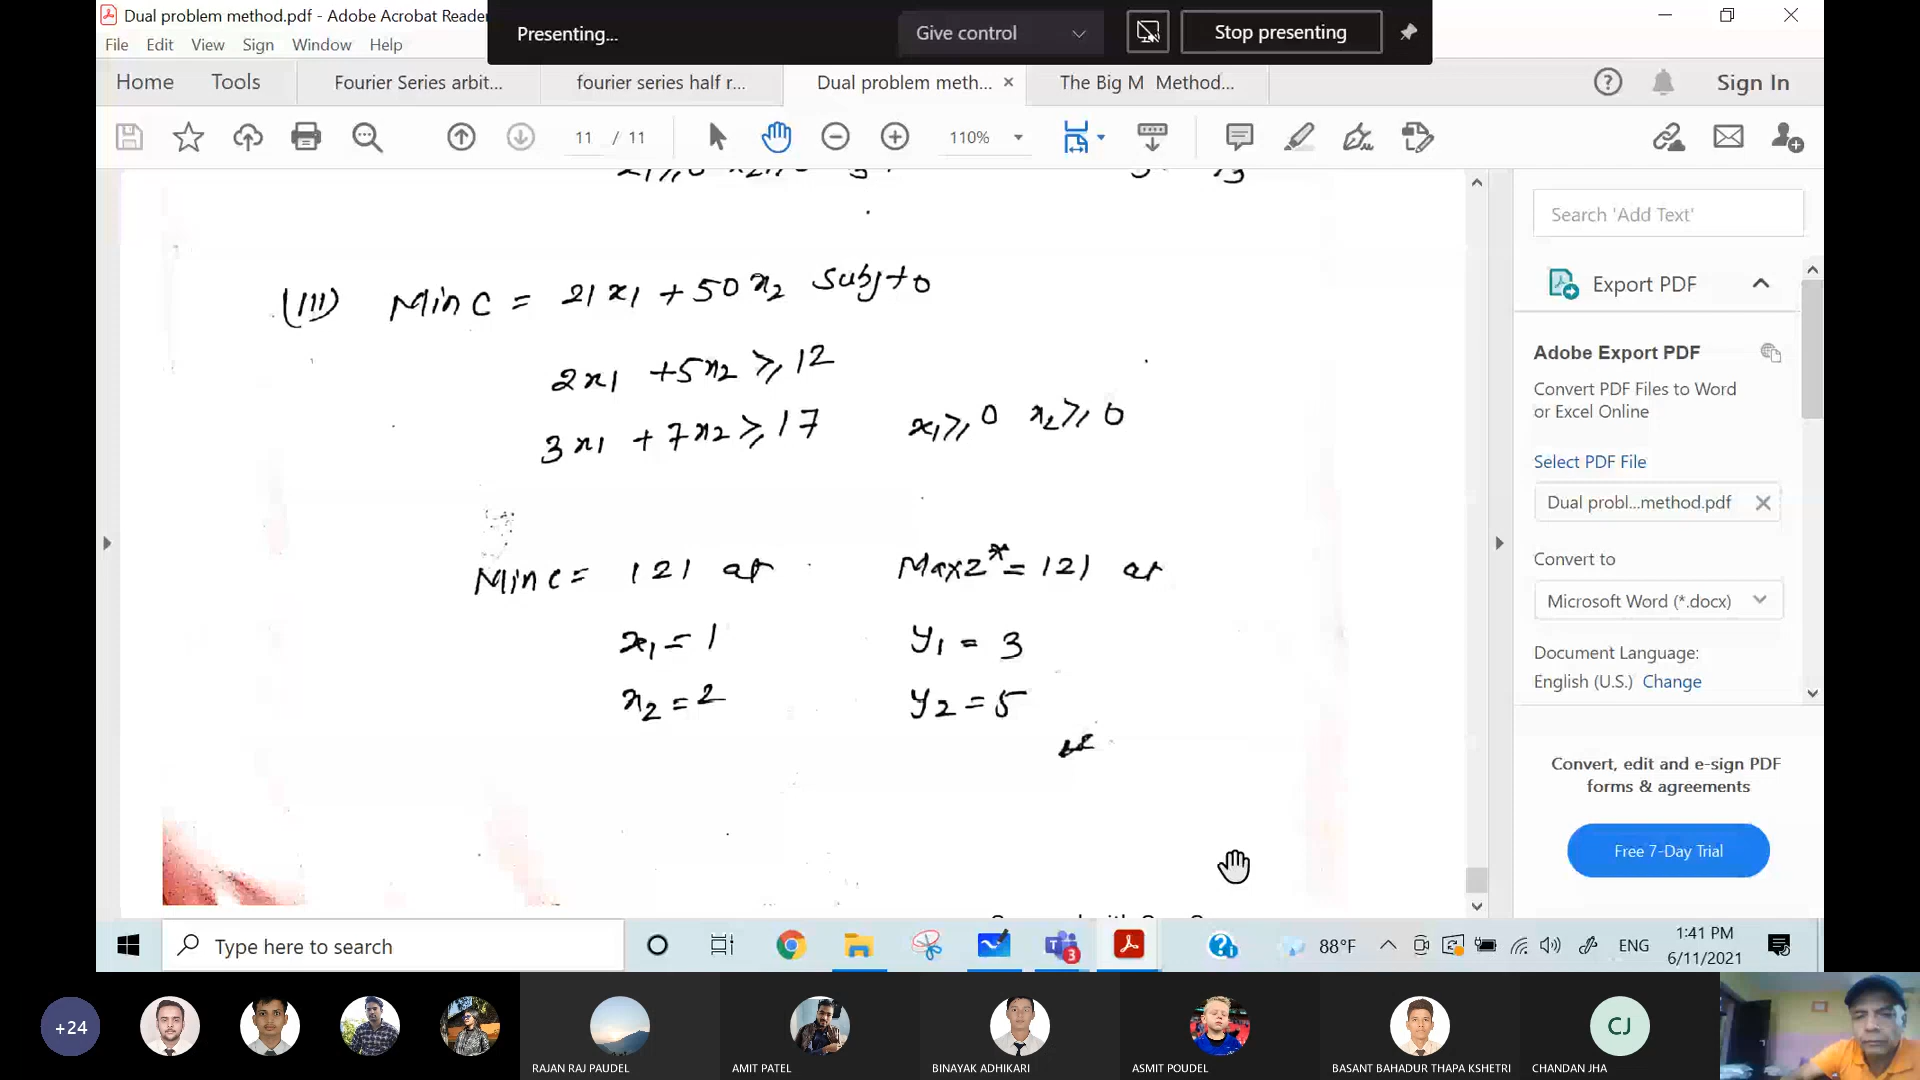 Dual problem method.pdf - Adobe Acrobat Reader
Presenting...
Give control
Stop presenting
File Edit View Sign Window Help
Home Tools
Fourier Series arbit...
fourier series half r...
Dual problem meth...
The Big M Method...
Sign In
11 / 11
110%
(III) Min C = 21x1 + 50x2 Subj to
2x1 + 5x2 ≥ 12
3x1 + 7x2 ≥ 17 x1 ≥ 0 x2 ≥ 0
Min C = 121 at Max Z* = 121 at
x1 = 1 y1 = 3
x2 = 2 y2 = 5
Search 'Add Text'
Export PDF
Adobe Export PDF
Convert PDF Files to Word
or Excel Online
Select PDF File
Dual probl...method.pdf
Convert to
Microsoft Word (*.docx)
Document Language:
English (U.S.) Change
Convert, edit and e-sign PDF
forms & agreements
Free 7-Day Trial
Type here to search
3
88°F
ENG
1:41 PM
6/11/2021
+24
CJ
RAJAN RAJ PAUDEL
AMIT PATEL
BINAYAK ADHIKARI
ASMIT POUDEL
BASANT BAHADUR THAPA KSHETRI
CHANDAN JHA